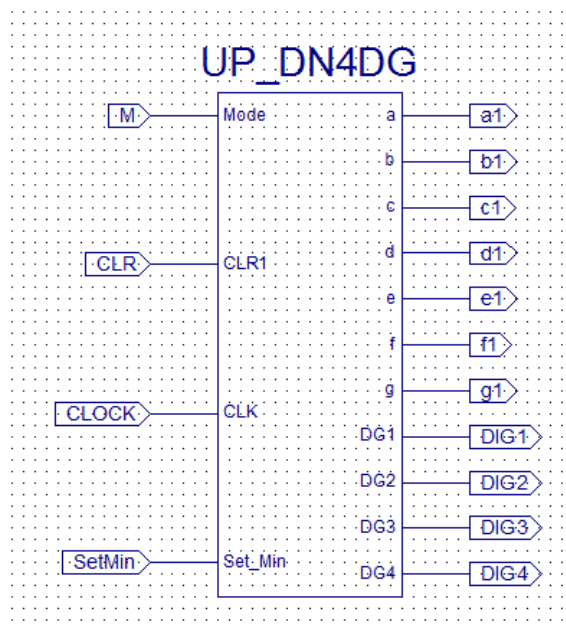 UP_DN4DG
M Mode a a1
b b1
c c1
CLR CLR1 d d1
e e1
f f1
g g1
CLOCK CLK DG1 DIG1
DG2 DIG2
DG3 DIG3
SetMin Set_Min DG4 DIG4